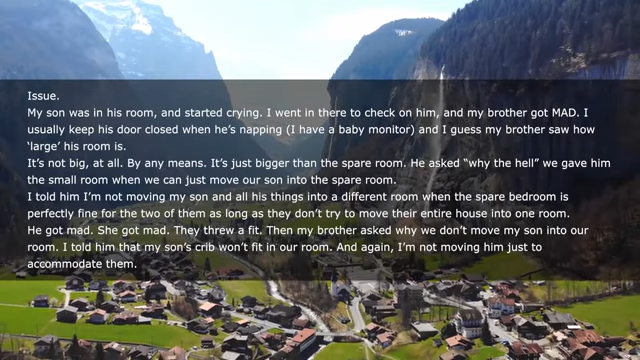 Issue.
My son was in his room, and started crying. I went in there to check on him, and my brother got MAD. I
usually keep his door closed when he’s napping (I have a baby monitor) and I guess my brother saw how
‘large’ his room is.
It’s not big, at all. By any means. It’s just bigger than the spare room. He asked “why the hell” we gave him
the small room when we can just move our son into the spare room.
I told him I’m not moving my son and all his things into a different room when the spare bedroom is
perfectly fine for the two of them as long as they don’t try to move their entire house into one room.
He got mad. She got mad. They threw a fit. Then my brother asked why we don’t move my son into our
room. I told him that my son’s crib won’t fit in our room. And again, I’m not moving him just to
accommodate them.